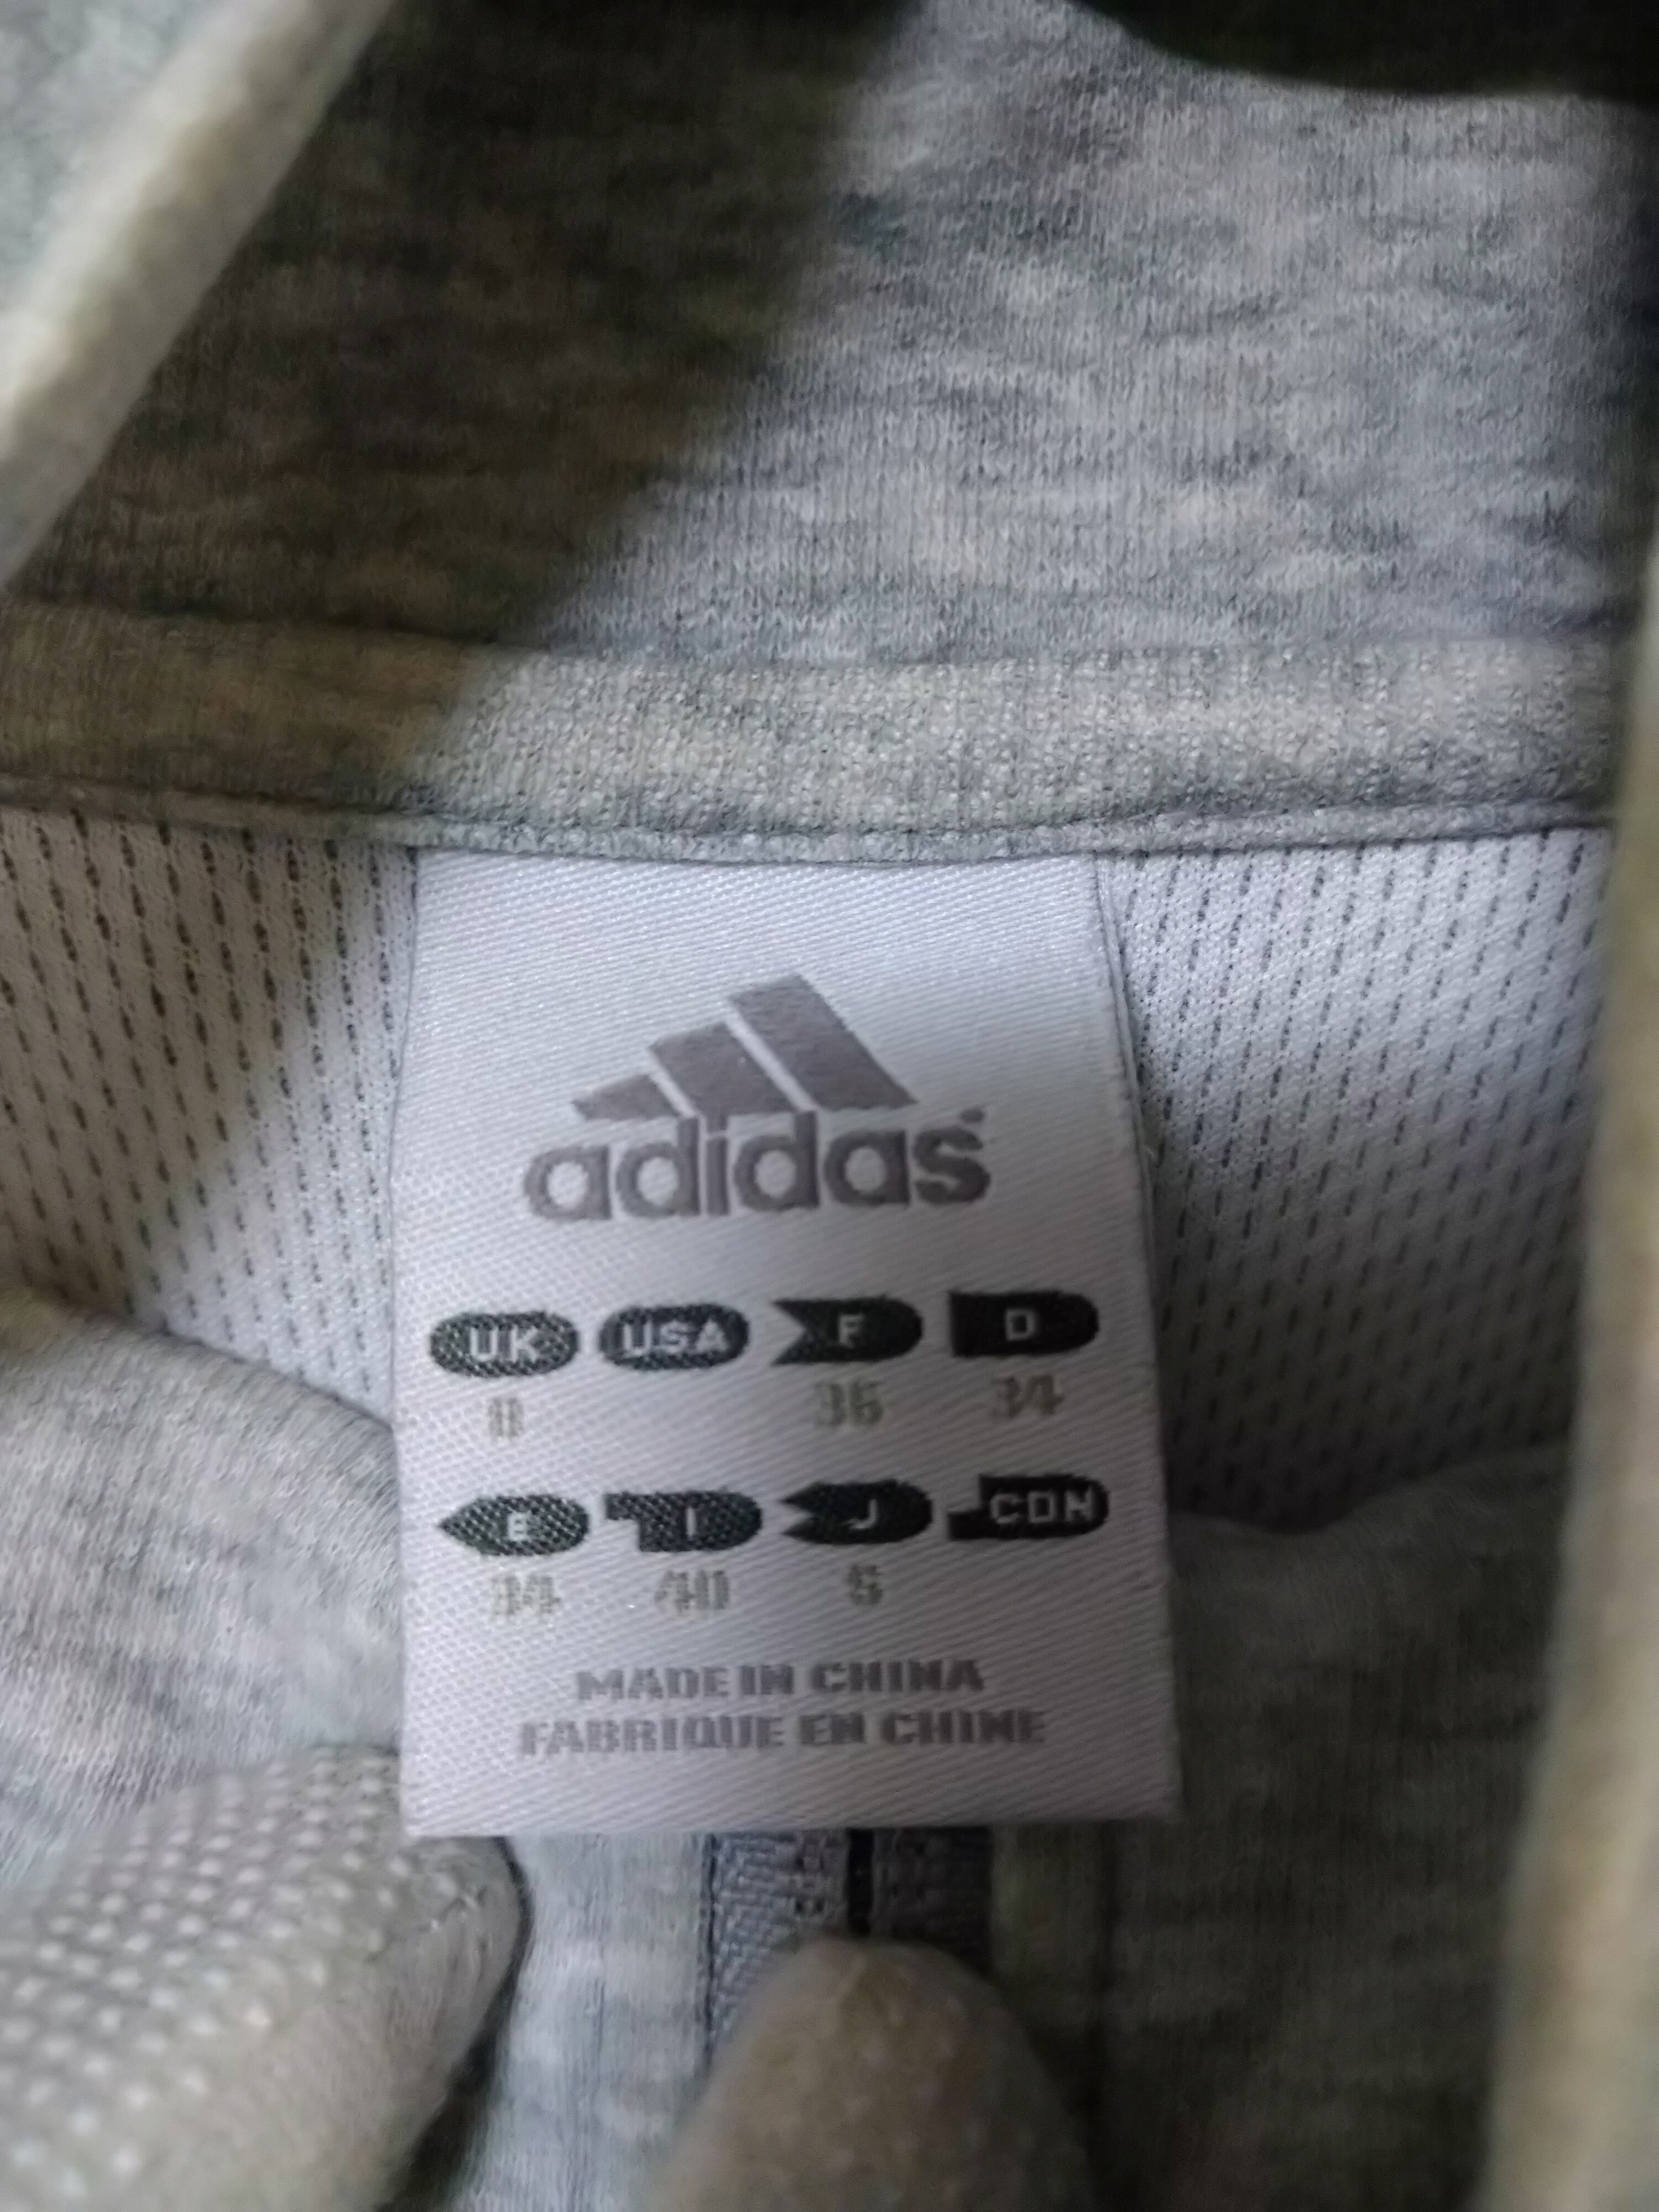 adidas
UK USA F D
8 36 34
E I J CDN
34 40 S
MADE IN CHINA
FABRIQUE EN CHINE